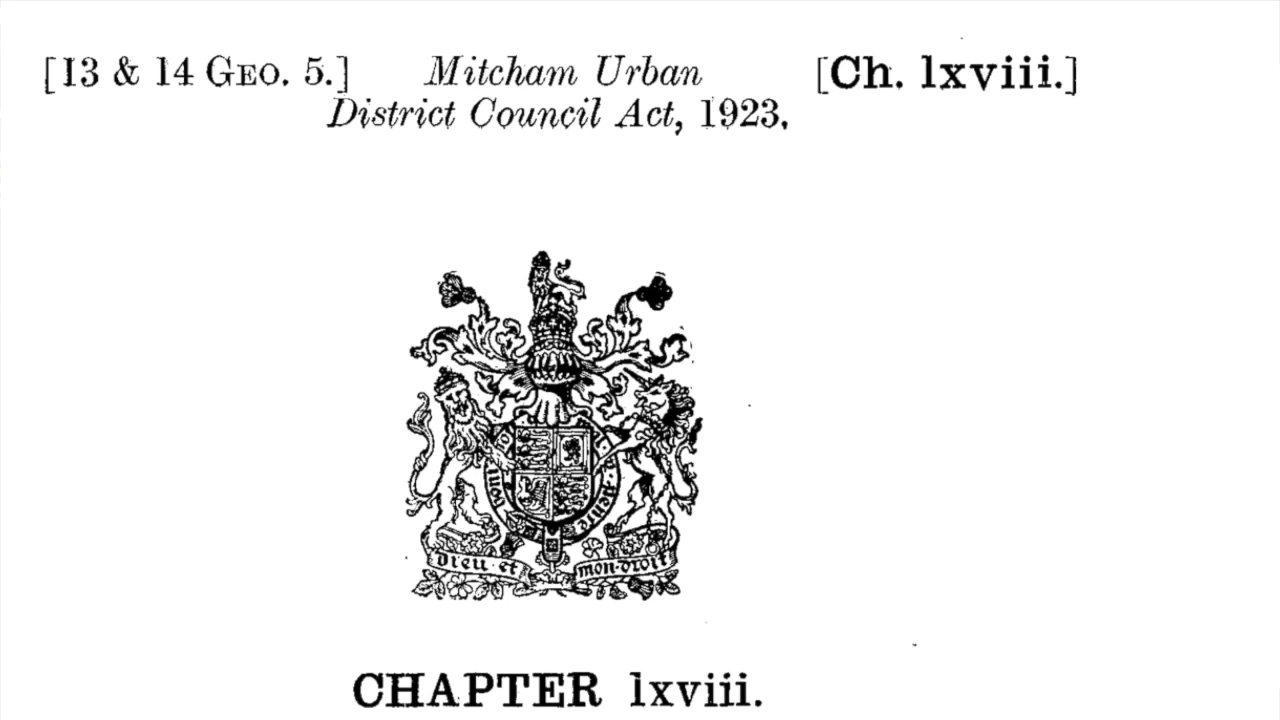 [13 & 14 GEO. 5.] Mitcham Urban [Ch. lxviii.]
District Council Act, 1923.
Dieu et mon droit
CHAPTER lxviii.